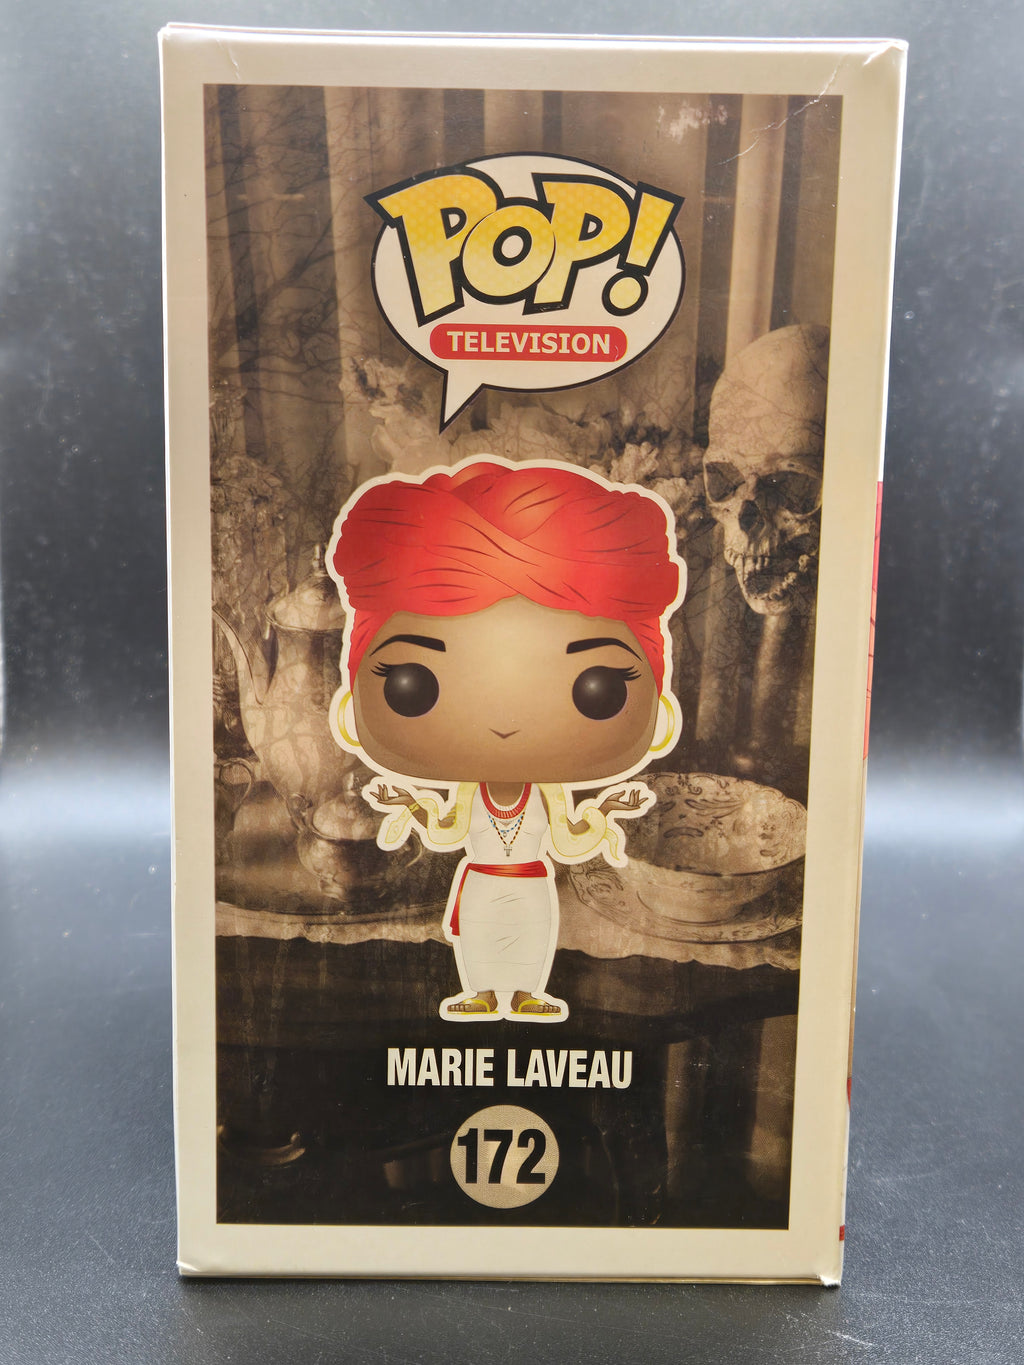 POP!
TELEVISION
MARIE LAVEAU
172